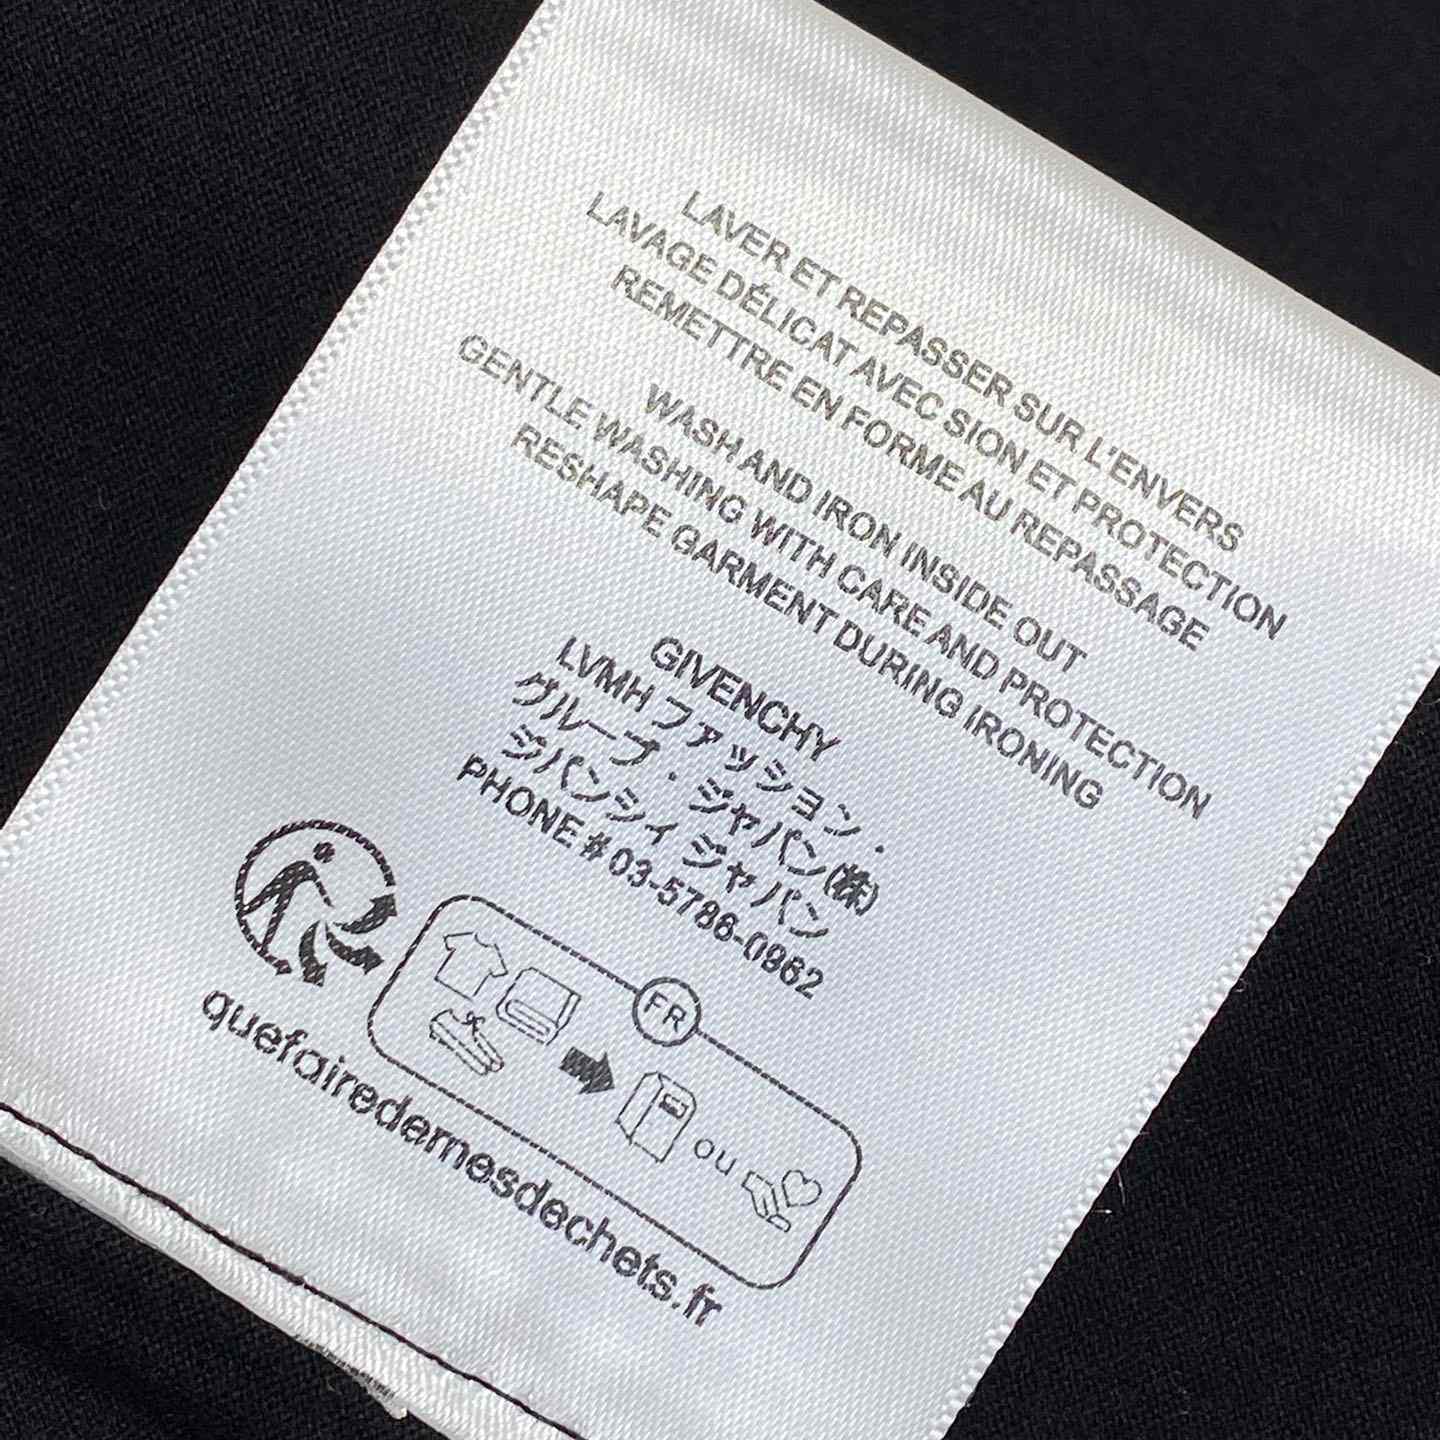 LAVER ET REPASSER SUR L'ENVERS
LAVAGE DÉLICAT AVEC SION ET PROTECTION
REMETTRE EN FORME AU REPASSAGE
WASH AND IRON INSIDE OUT
GENTLE WASHING WITH CARE AND PROTECTION
RESHAPE GARMENT DURING IRONING
GIVENCHY
LVMH ファッション・
グループ・ジャパン(株)
ジバンシィ ジャパン
PHONE # 03-5786-0962
FR
ou
quefairedemesdechets.fr